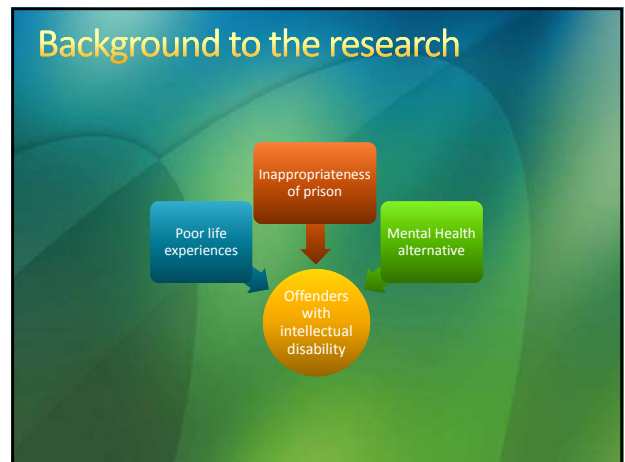 Background to the research
Inappropriateness
of prison
Poor life
experiences
Mental Health
alternative
Offenders
with
intellectual
disability